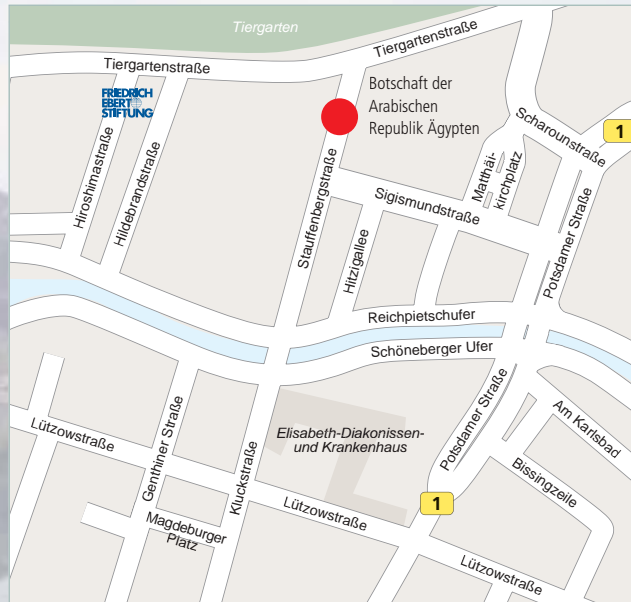 Tiergarten
Tiergartenstraße
Tiergartenstraße
FRIEDRICH
EBERT
STIFTUNG
Botschaft der
Arabischen
Republik Ägypten
Scharounstraße
1
Hiroshimastraße
Hildebrandstraße
Stauffenbergstraße
Sigismundstraße
Matthäi-
kirchplatz
Hitzigallee
Potsdamer Straße
Reichpietschufer
Schöneberger Ufer
Potsdamer Straße
Am Karlsbad
Bissingzeile
Elisabeth-Diakonissen-
und Krankenhaus
Lützowstraße
Genthiner Straße
Kluckstraße
Magdeburger
Platz
Lützowstraße
1
Lützowstraße